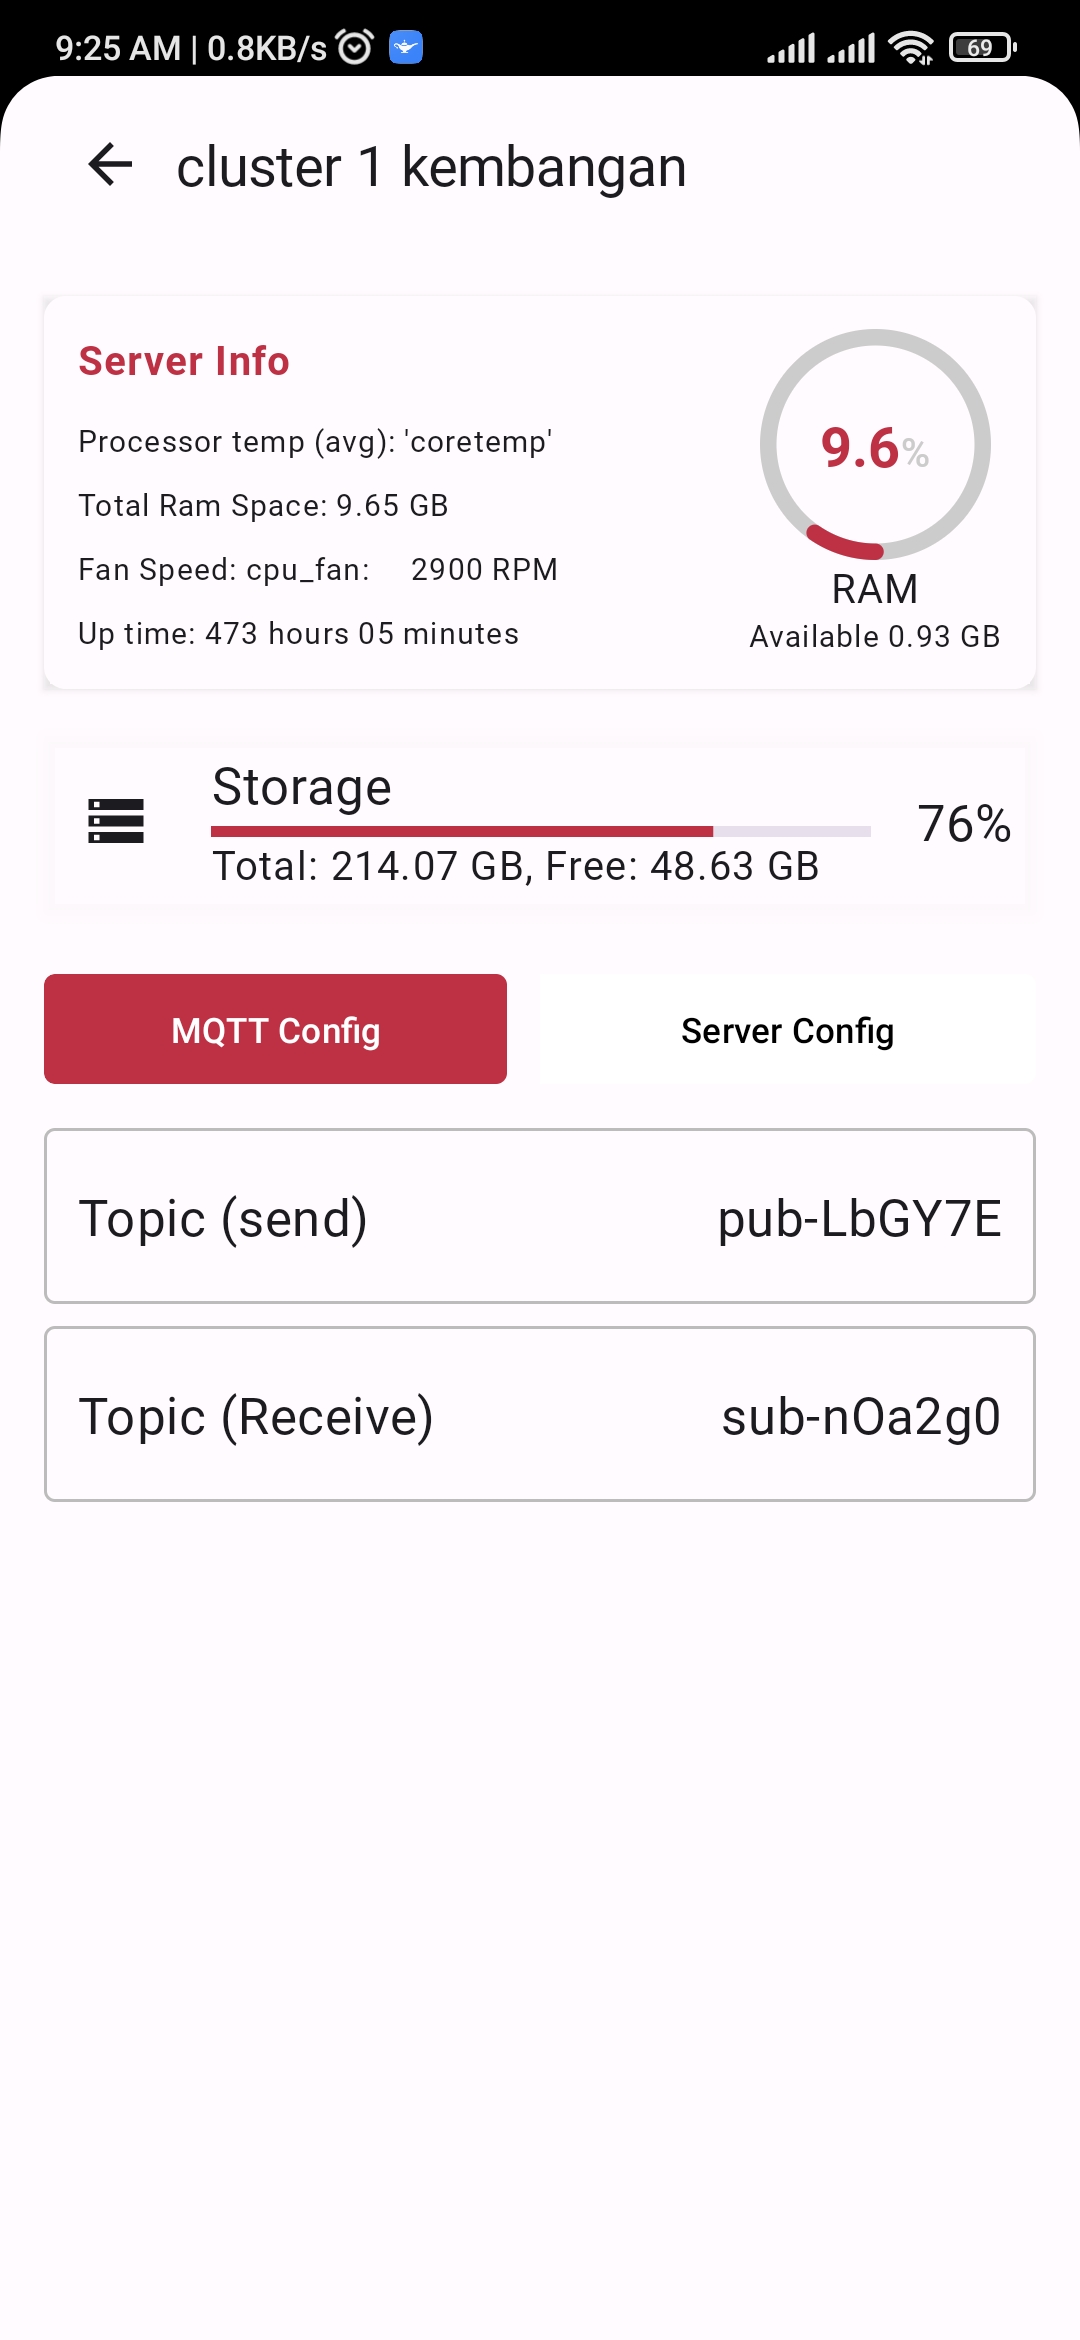 9:25 AM | 0.8KB/s 69
cluster 1 kembangan
Server Info
Processor temp (avg): 'coretemp'
Total Ram Space: 9.65 GB
Fan Speed: cpu_fan: 2900 RPM
Up time: 473 hours 05 minutes
9.6%
RAM
Available 0.93 GB
Storage
76%
Total: 214.07 GB, Free: 48.63 GB
MQTT Config
Server Config
Topic (send) pub-LbGY7E
Topic (Receive) sub-nOa2g0